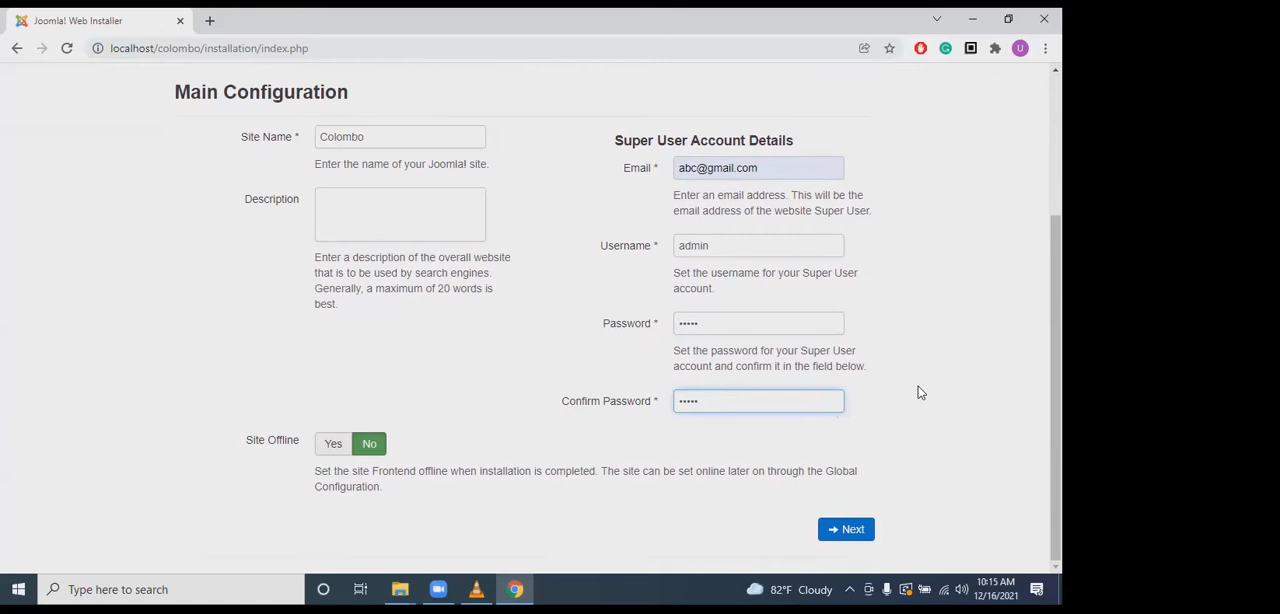 Joomla! Web Installer
localhost/colombo/installation/index.php
U
Main Configuration
Site Name *
Colombo
Enter the name of your Joomla! site.
Description
Enter a description of the overall website
that is to be used by search engines.
Generally, a maximum of 20 words is
best.
Super User Account Details
Email *
abc@gmail.com
Enter an email address. This will be the
email address of the website Super User.
Username *
admin
Set the username for your Super User
account.
Password *
•••••
Set the password for your Super User
account and confirm it in the field below.
Confirm Password *
•••••
Site Offline
Yes No
Set the site Frontend offline when installation is completed. The site can be set online later on through the Global
Configuration.
Next
Type here to search
82°F Cloudy
10:15 AM
12/16/2021